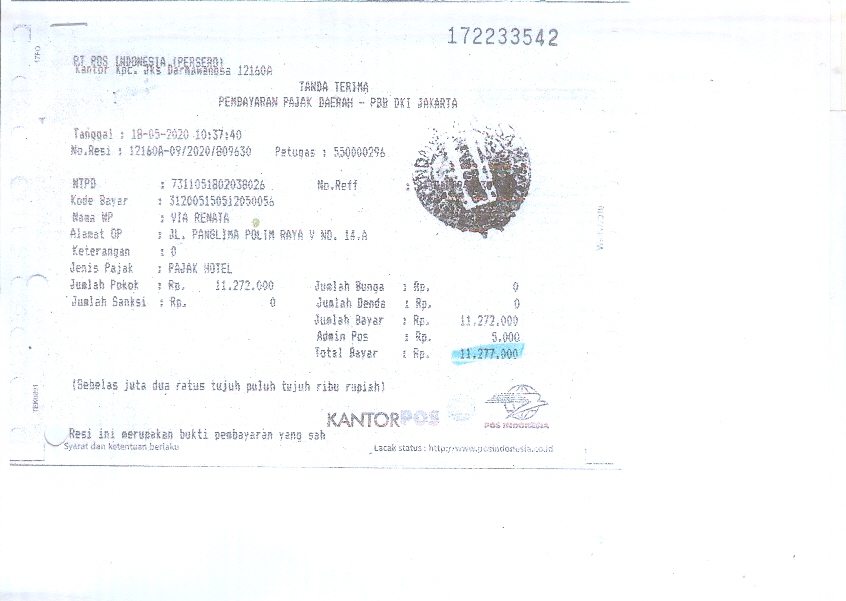 172233542
PT POS INDONESIA (PERSERO)
Kantor Kpc. Jks Darmawangsa 12160A
TANDA TERIMA
PEMBAYARAN PAJAK DAERAH - PBB DKI JAKARTA
Tanggal : 18-05-2020 10:37:40
No.Resi : 12160A-09/2020/809630 Petugas : 550000296
NTPD : 7311051802038026 No.Reff :
Kode Bayar : 312005150512050056
Nama WP : VIA RENATA
Alamat OP : JL. PANGLIMA POLIM RAYA V NO. 14.A
Keterangan : 0
Jenis Pajak : PAJAK HOTEL
Jumlah Pokok : Rp. 11.272.000 Jumlah Bunga : Rp. 0
Jumlah Sanksi : Rp. 0 Jumlah Denda : Rp. 0
Jumlah Bayar : Rp. 11.272.000
Admin Pos : Rp. 5.000
Total Bayar : Rp. 11.277.000
(Sebelas juta dua ratus tujuh puluh tujuh ribu rupiah)
KANTORPOS
POS INDONESIA
Resi ini merupakan bukti pembayaran yang sah
Syarat dan ketentuan berlaku Lacak status : http://www.posindonesia.co.id